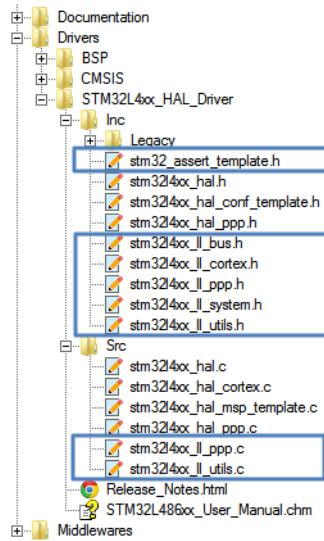 Documentation
Drivers
BSP
CMSIS
STM32L4xx_HAL_Driver
Inc
Legacy
stm32_assert_template.h
stm32l4xx_hal.h
stm32l4xx_hal_conf_template.h
stm32l4xx_hal_ppp.h
stm32l4xx_ll_bus.h
stm32l4xx_ll_cortex.h
stm32l4xx_ll_ppp.h
stm32l4xx_ll_system.h
stm32l4xx_ll_utils.h
Src
stm32l4xx_hal.c
stm32l4xx_hal_cortex.c
stm32l4xx_hal_msp_template.c
stm32l4xx_hal_ppp.c
stm32l4xx_ll_ppp.c
stm32l4xx_ll_utils.c
Release_Notes.html
STM32L486xx_User_Manual.chm
Middlewares